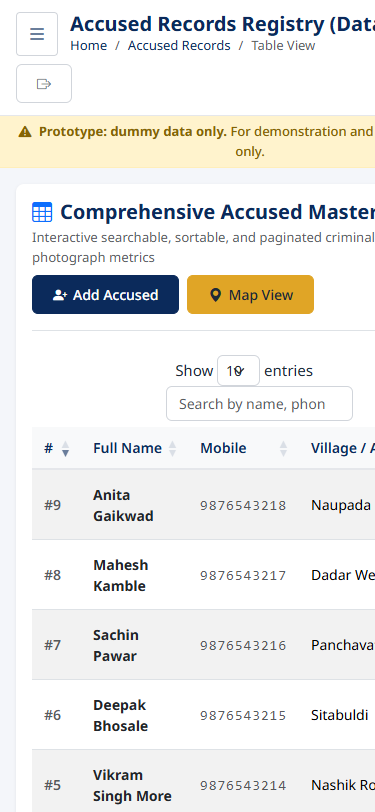 Accused Records Registry (Data
Home / Accused Records / Table View
Prototype: dummy data only. For demonstration and
only.
Comprehensive Accused Master
Interactive searchable, sortable, and paginated criminal
photograph metrics
Add Accused Map View
Show 10 entries
Search by name, phon
# Full Name Mobile Village / A
#9 Anita Gaikwad 9876543218 Naupada
#8 Mahesh Kamble 9876543217 Dadar We
#7 Sachin Pawar 9876543216 Panchava
#6 Deepak Bhosale 9876543215 Sitabuldi
#5 Vikram Singh More 9876543214 Nashik Ro